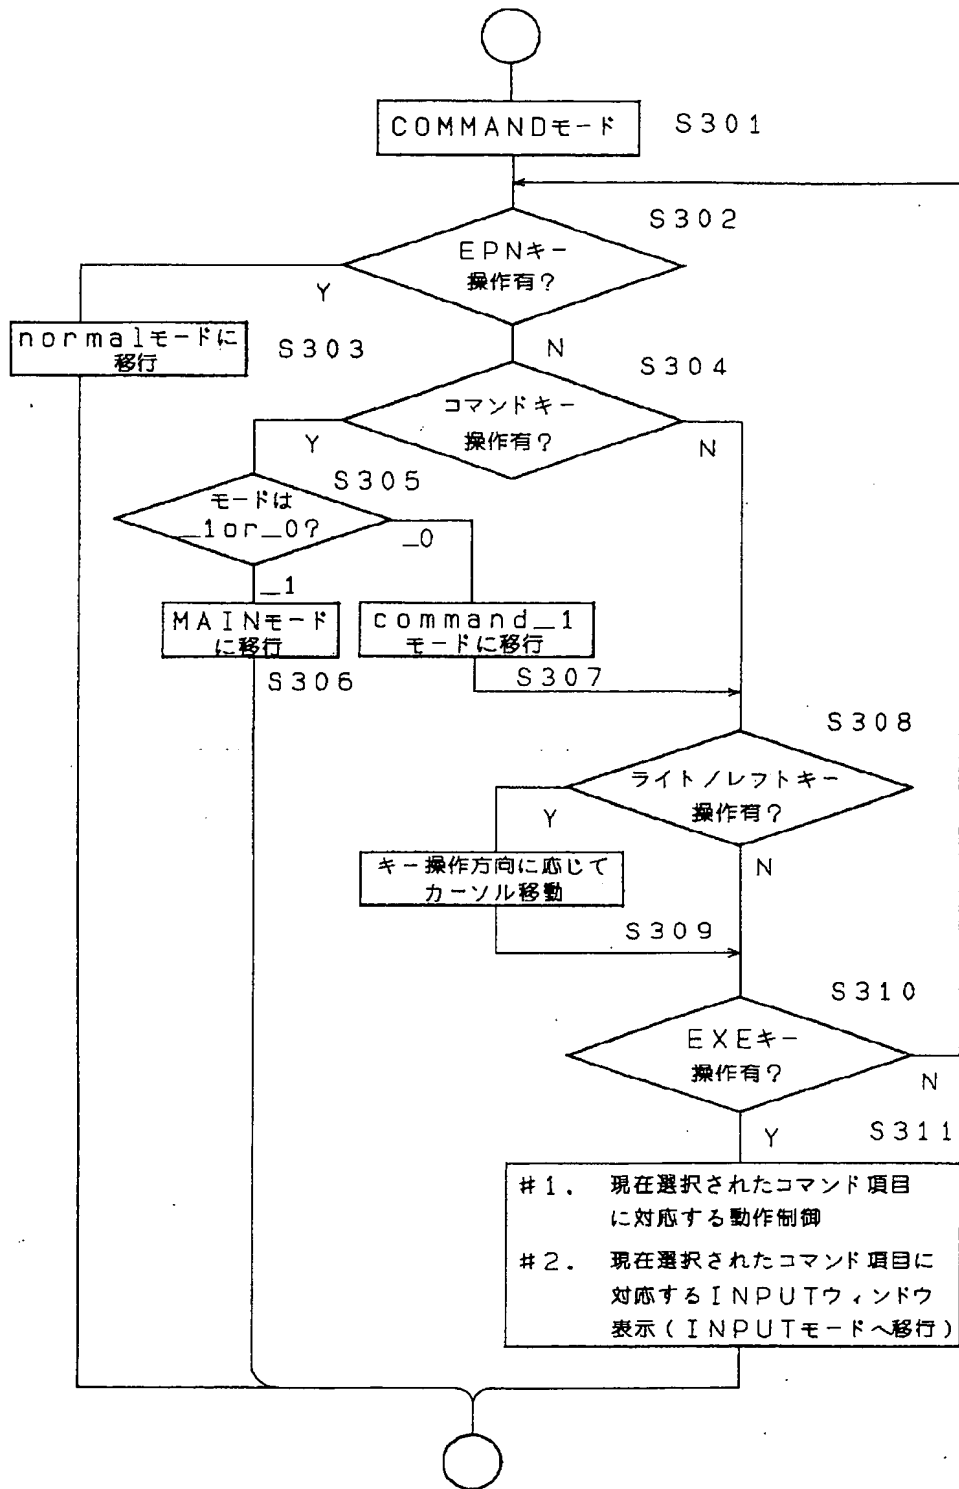 COMMANDモード
S301
S302
EPNキー
操作有?
Y
N
normalモードに
移行
S303
S304
コマンドキー
操作有?
Y
N
S305
モードは
_1or_0?
_0
_1
MAINモード
に移行
S306
command_1
モードに移行
S307
S308
ライト/レフトキー
操作有?
Y
N
キー操作方向に応じて
カーソル移動
S309
S310
EXEキー
操作有?
N
Y
S311
#1. 現在選択されたコマンド項目
に対応する動作制御
#2. 現在選択されたコマンド項目に
対応するINPUTウィンドウ
表示(INPUTモードへ移行)